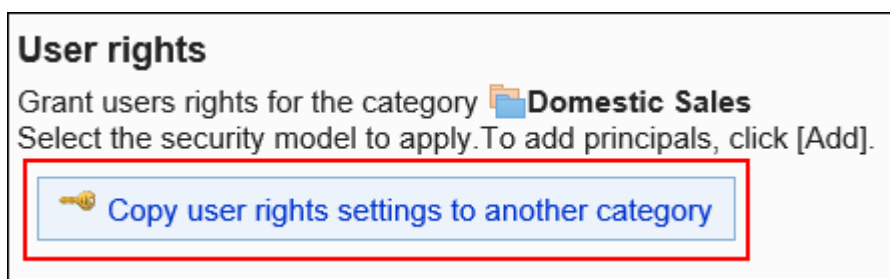 User rights
Grant users rights for the category Domestic Sales
Select the security model to apply.To add principals, click [Add].
Copy user rights settings to another category